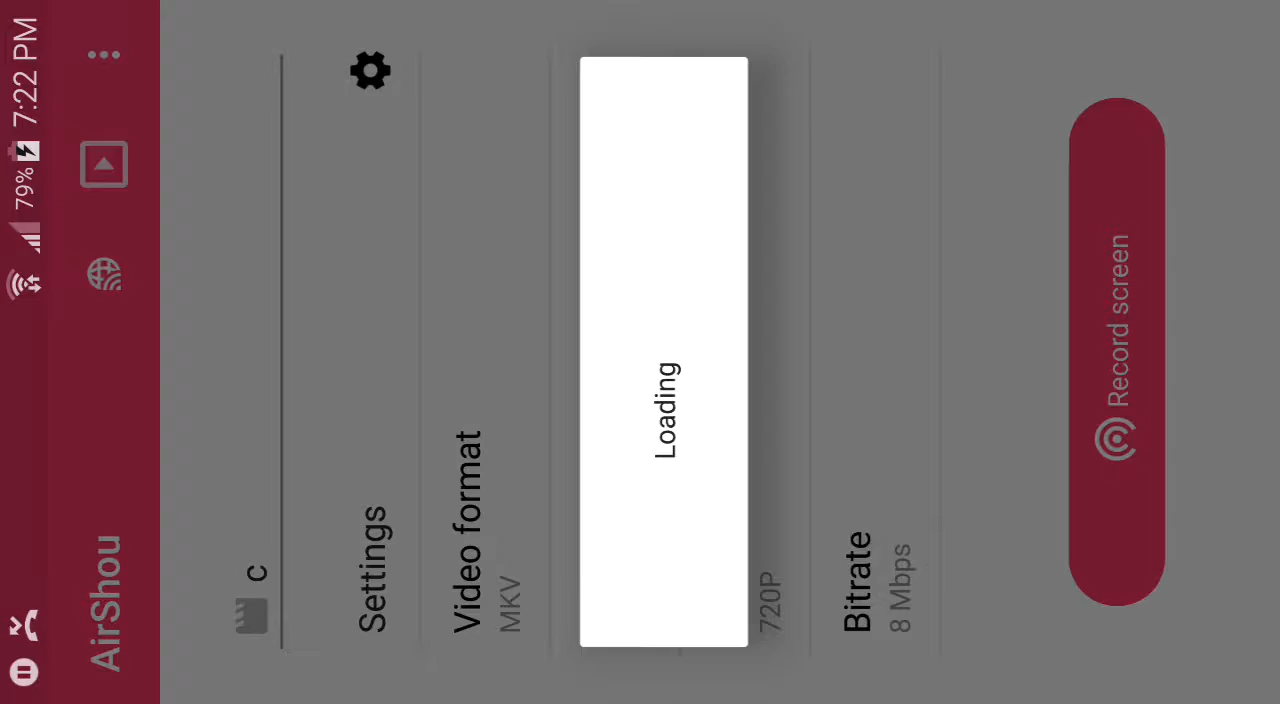 79% 7:22 PM
AirShou
C
Settings
Video format
MKV
Loading
720P
Bitrate
8 Mbps
Record screen